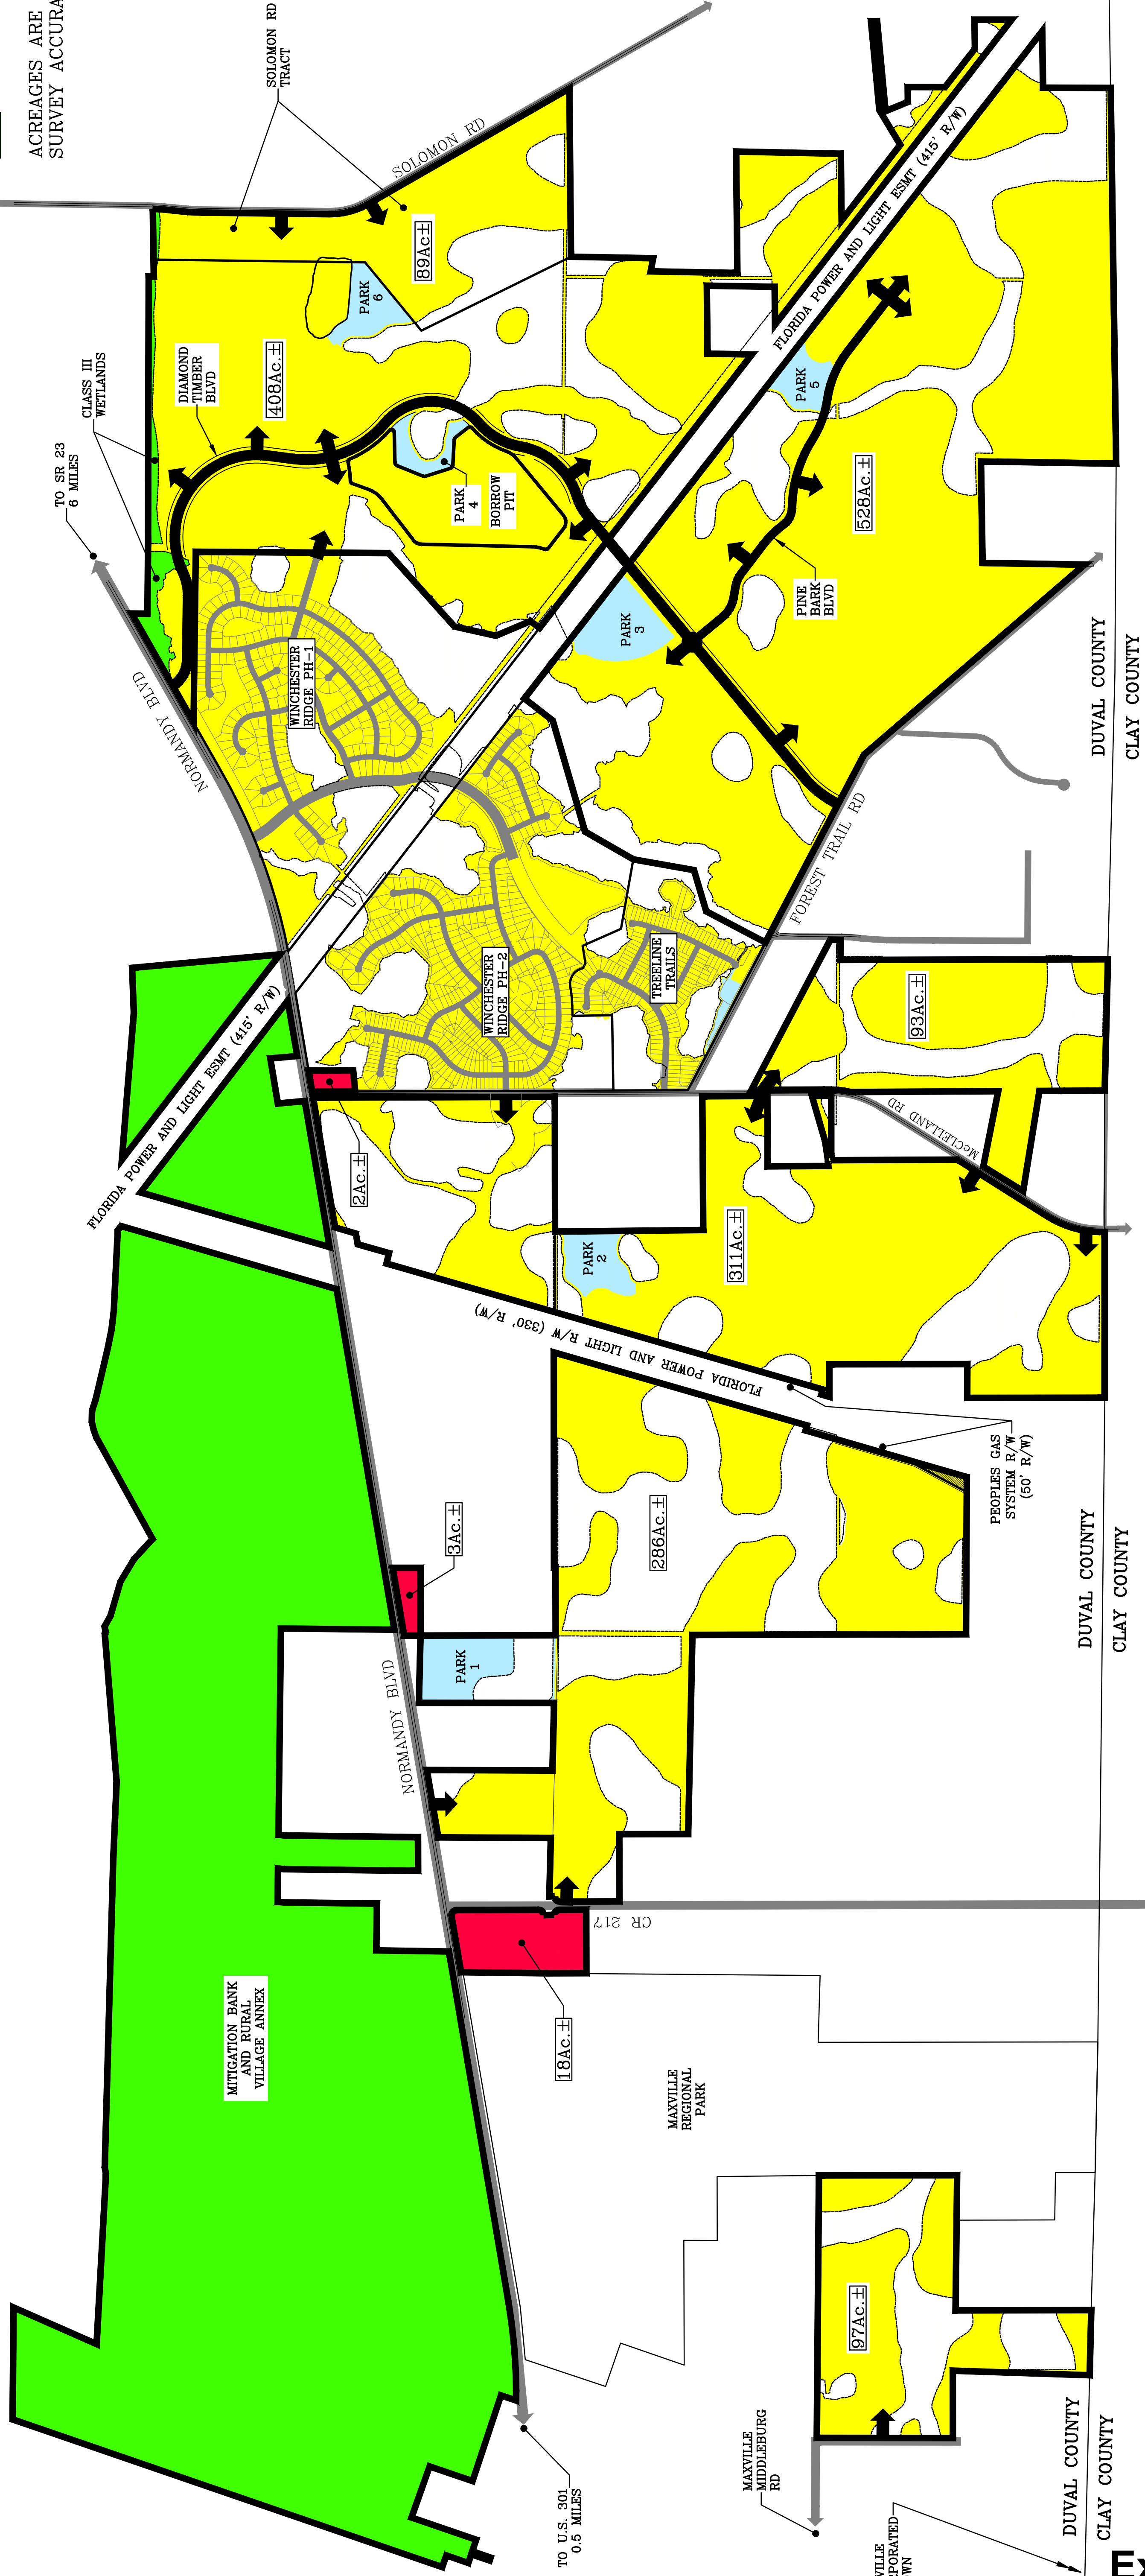 ACREAGES ARE
SURVEY ACCURA
SOLOMON RD
TRACT
SOLOMON RD
89Ac±
CLASS III
WETLANDS
TO SR 23
6 MILES
DIAMOND
TIMBER
BLVD
408Ac.±
PARK
6
PARK
4
BORROW
PIT
PARK
5
FLORIDA POWER AND LIGHT ESMT (415' R/W)
528Ac.±
PINE
BARK
BLVD
PARK
3
NORMANDY BLVD
WINCHESTER
RIDGE PH-1
WINCHESTER
RIDGE PH-2
TREELINE
TRAILS
FOREST TRAIL RD
DUVAL COUNTY
CLAY COUNTY
93Ac.±
McCLELLAND RD
FLORIDA POWER AND LIGHT ESMT (415' R/W)
2Ac.±
PARK
2
311Ac.±
FLORIDA POWER AND LIGHT R/W (330' R/W)
PEOPLES GAS
SYSTEM R/W
(50' R/W)
3Ac.±
286Ac.±
PARK
1
NORMANDY BLVD
DUVAL COUNTY
CLAY COUNTY
CR 217
18Ac.±
MITIGATION BANK
AND RURAL
VILLAGE ANNEX
MAXVILLE
REGIONAL
PARK
97Ac.±
TO U.S. 301
0.5 MILES
MAXVILLE
MIDDLEBURG
RD
DUVAL COUNTY
CLAY COUNTY
VILLE
PORATED
WN
Ex